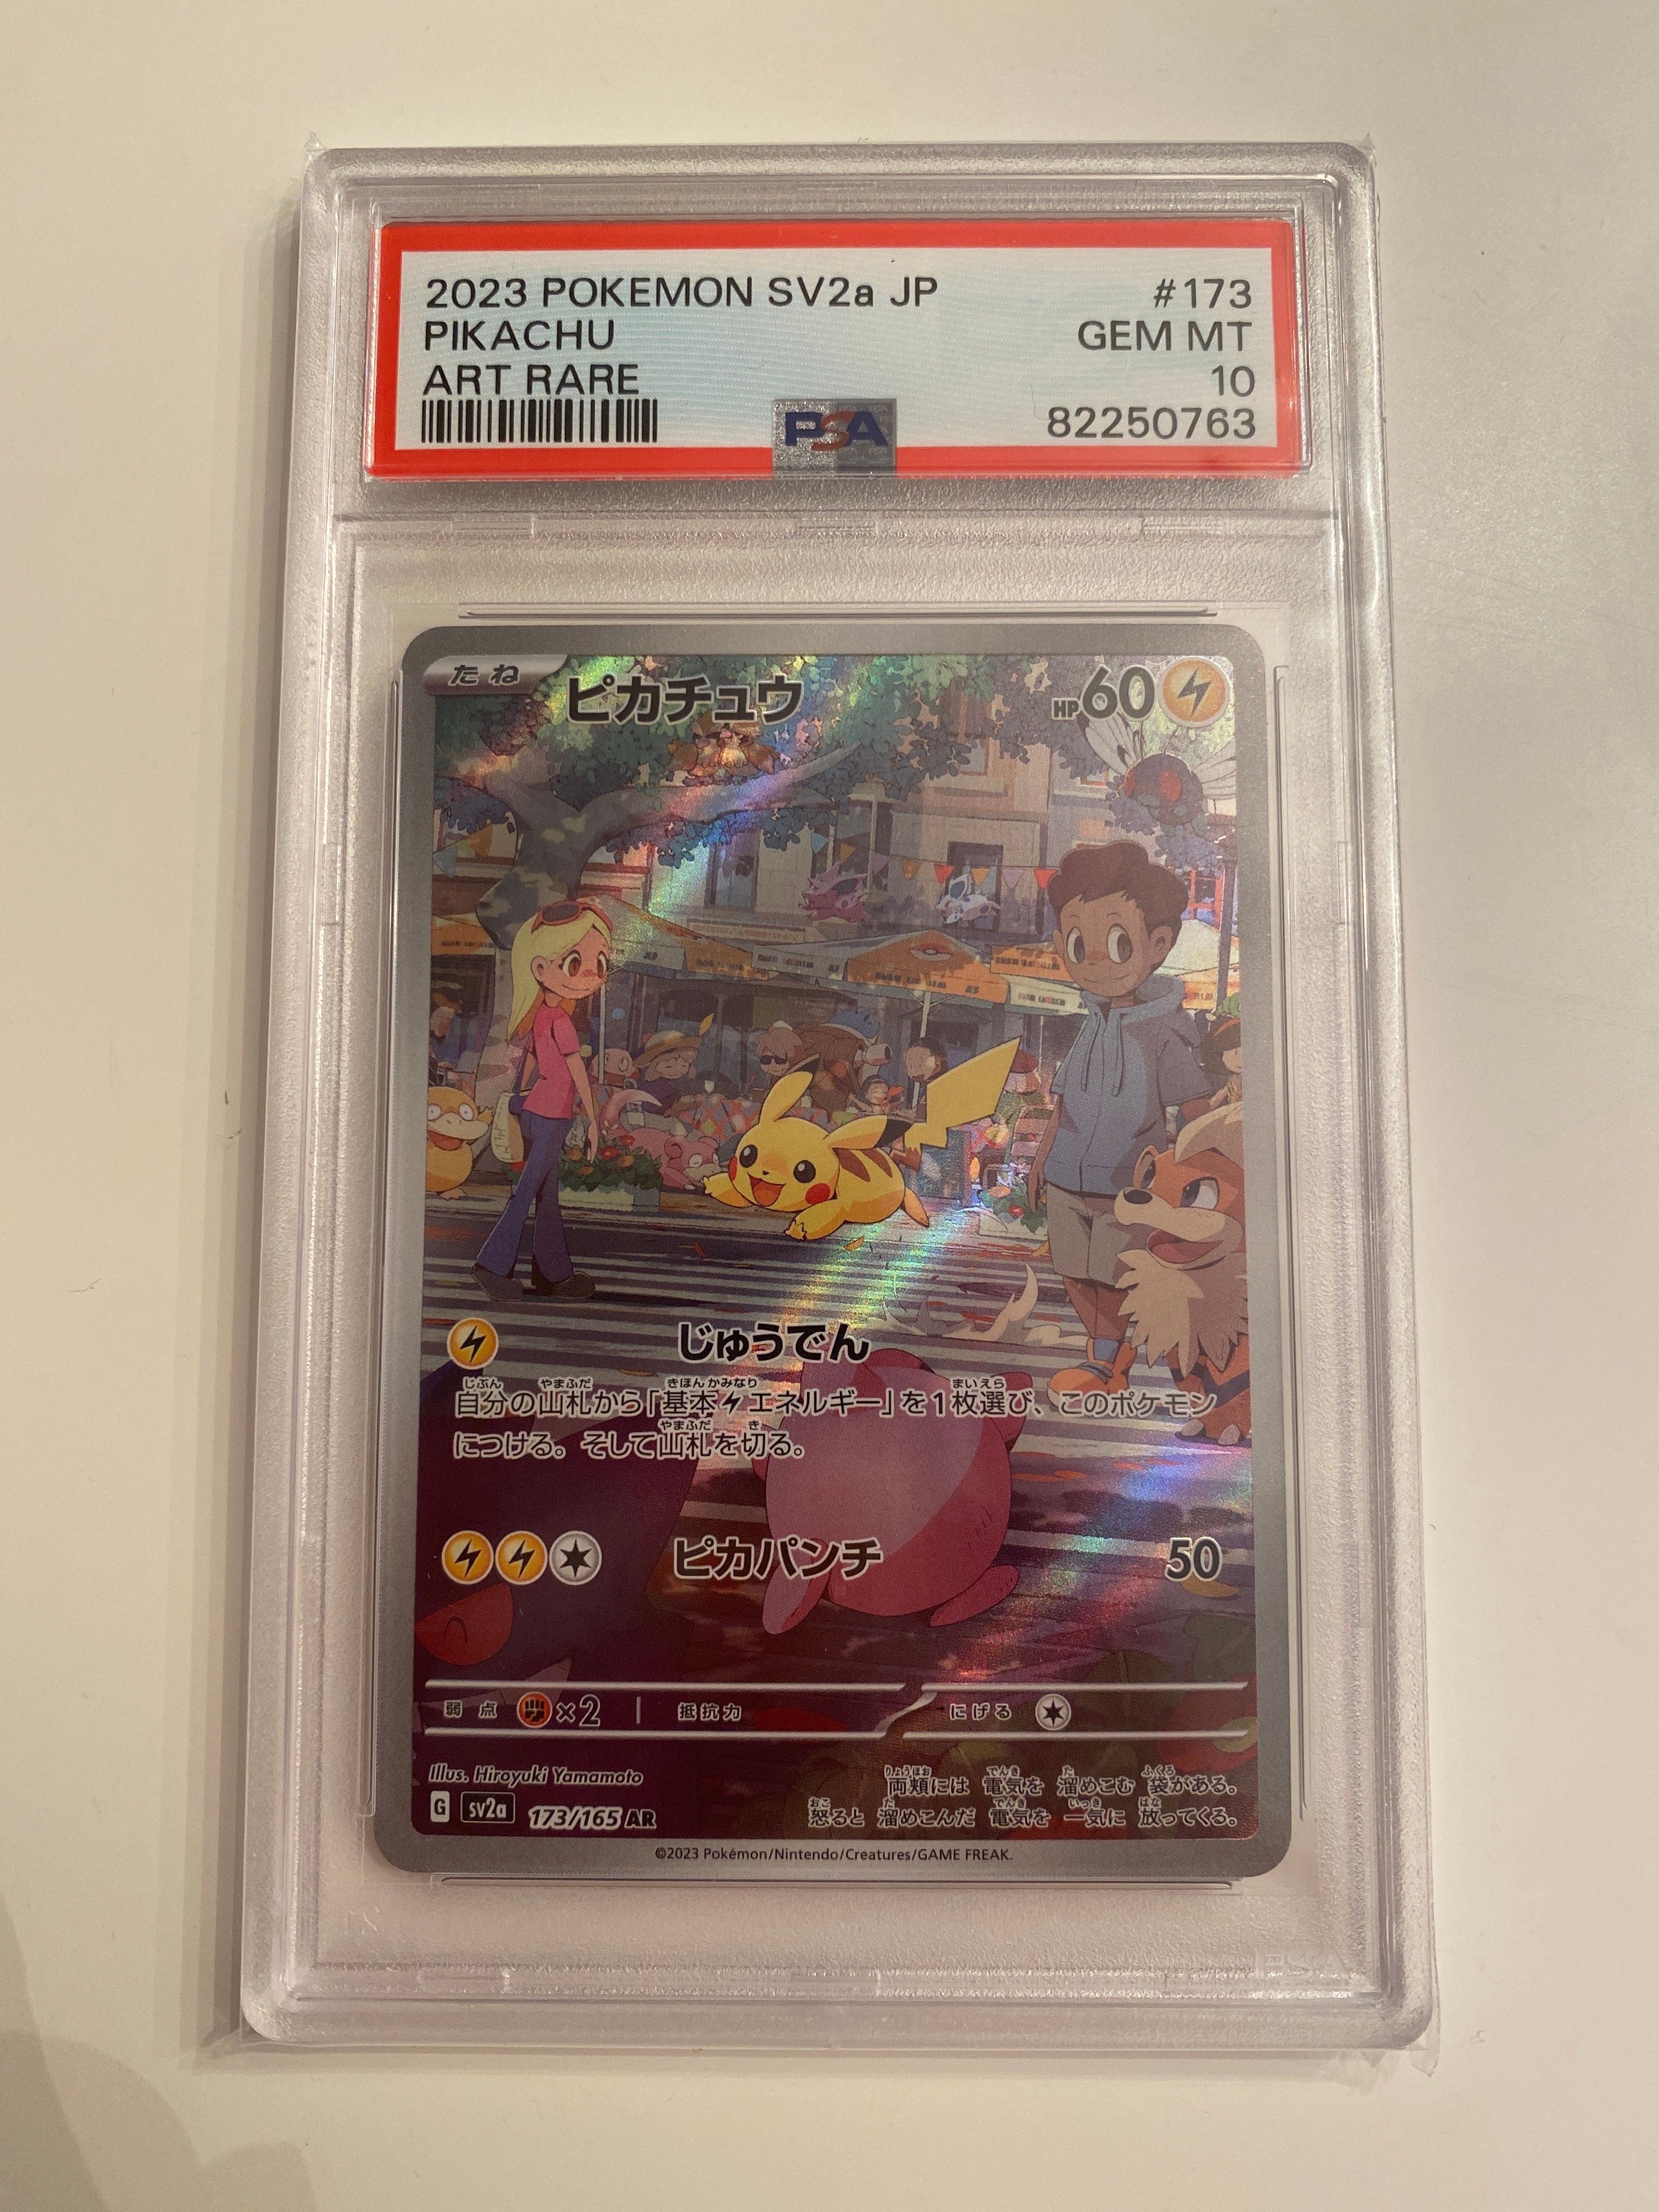 2023 POKEMON SV2a JP #173
PIKACHU GEM MT
ART RARE 10
PSA 82250763
たね ピカチュウ HP60
じゅうでん
自分の山札から「基本エネルギー」を1枚選び、このポケモン
につける。そして山札を切る。
ピカパンチ 50
弱点 ×2 抵抗力 にげる
Illus. Hiroyuki Yamamoto
両頬には 電気を 溜めこむ 袋がある。
怒ると 溜めこんだ 電気を 一気に 放ってくる。
G sv2a 173/165 AR
©2023 Pokémon/Nintendo/Creatures/GAME FREAK.
PSA